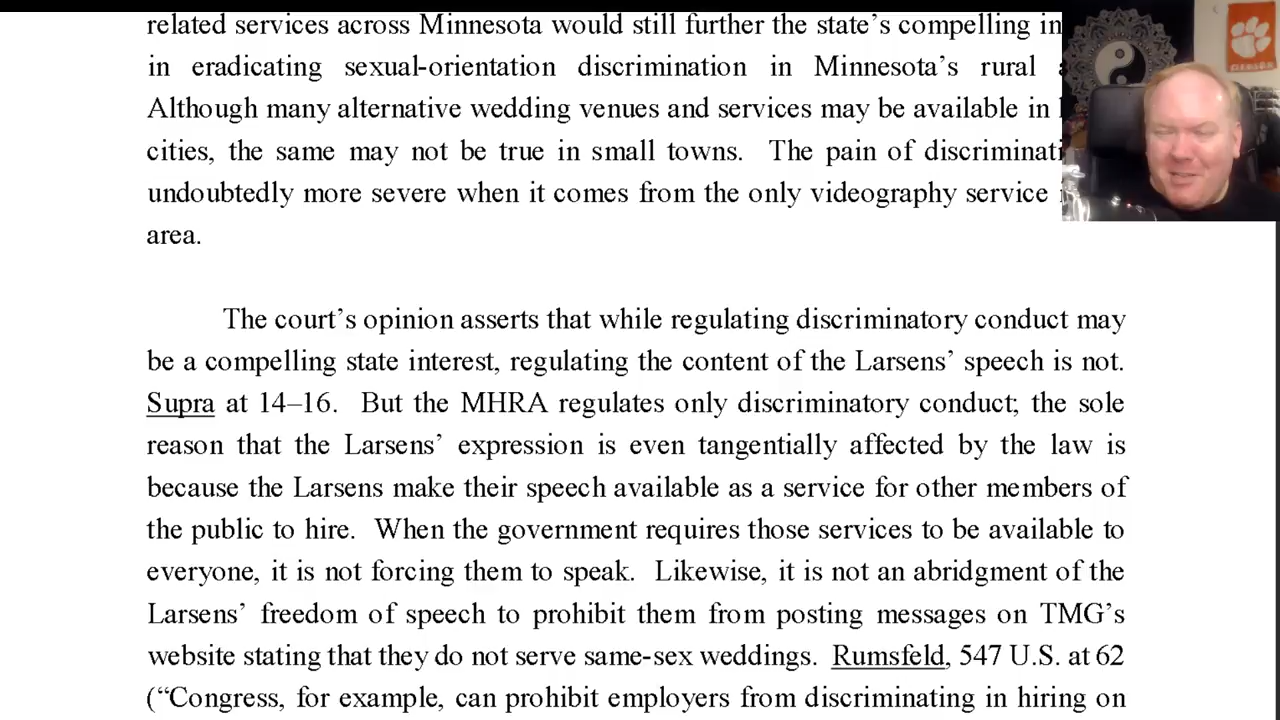 related services across Minnesota would still further the state's compelling in
in eradicating sexual-orientation discrimination in Minnesota's rural
Although many alternative wedding venues and services may be available in
cities, the same may not be true in small towns. The pain of discriminati
undoubtedly more severe when it comes from the only videography service
area.
The court's opinion asserts that while regulating discriminatory conduct may
be a compelling state interest, regulating the content of the Larsens' speech is not.
Supra at 14–16. But the MHRA regulates only discriminatory conduct; the sole
reason that the Larsens' expression is even tangentially affected by the law is
because the Larsens make their speech available as a service for other members of
the public to hire. When the government requires those services to be available to
everyone, it is not forcing them to speak. Likewise, it is not an abridgment of the
Larsens' freedom of speech to prohibit them from posting messages on TMG's
website stating that they do not serve same-sex weddings. Rumsfeld, 547 U.S. at 62
(“Congress, for example, can prohibit employers from discriminating in hiring on